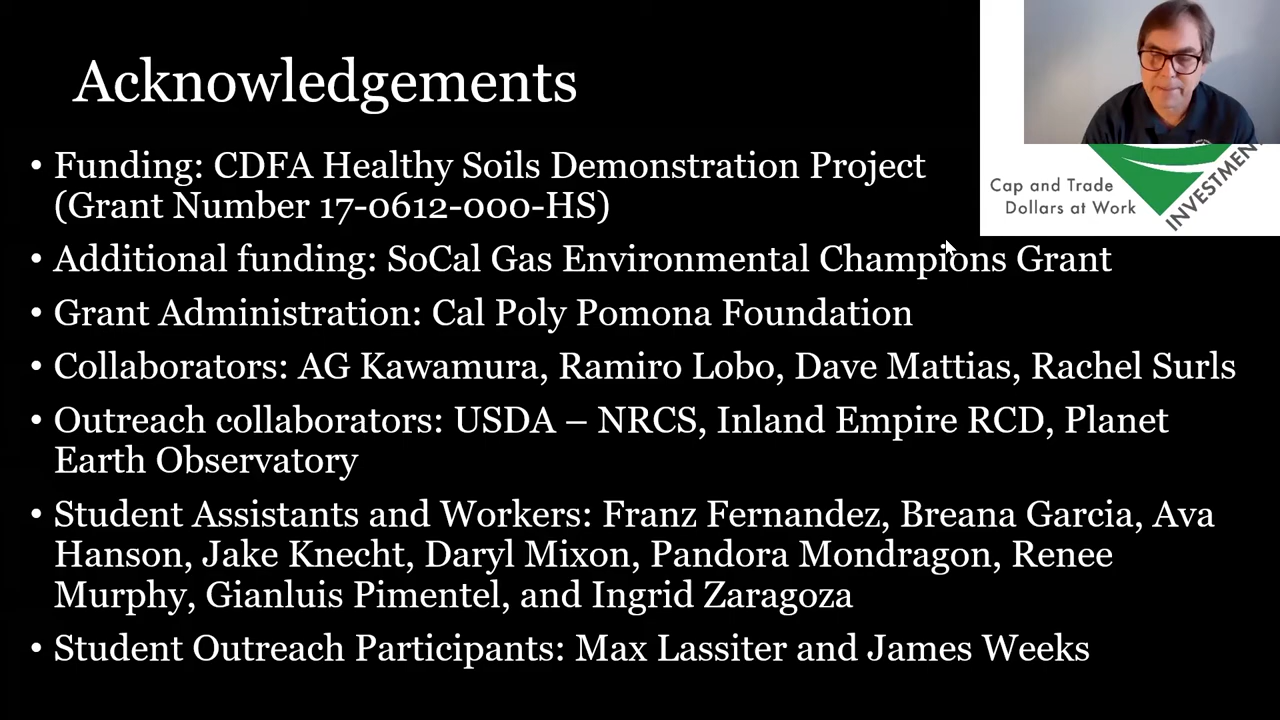 Acknowledgements
• Funding: CDFA Healthy Soils Demonstration Project
(Grant Number 17-0612-000-HS)
Cap and Trade
Dollars at Work
INVESTMEN
• Additional funding: SoCal Gas Environmental Champions Grant
• Grant Administration: Cal Poly Pomona Foundation
• Collaborators: AG Kawamura, Ramiro Lobo, Dave Mattias, Rachel Surls
• Outreach collaborators: USDA – NRCS, Inland Empire RCD, Planet
Earth Observatory
• Student Assistants and Workers: Franz Fernandez, Breana Garcia, Ava
Hanson, Jake Knecht, Daryl Mixon, Pandora Mondragon, Renee
Murphy, Gianluis Pimentel, and Ingrid Zaragoza
• Student Outreach Participants: Max Lassiter and James Weeks